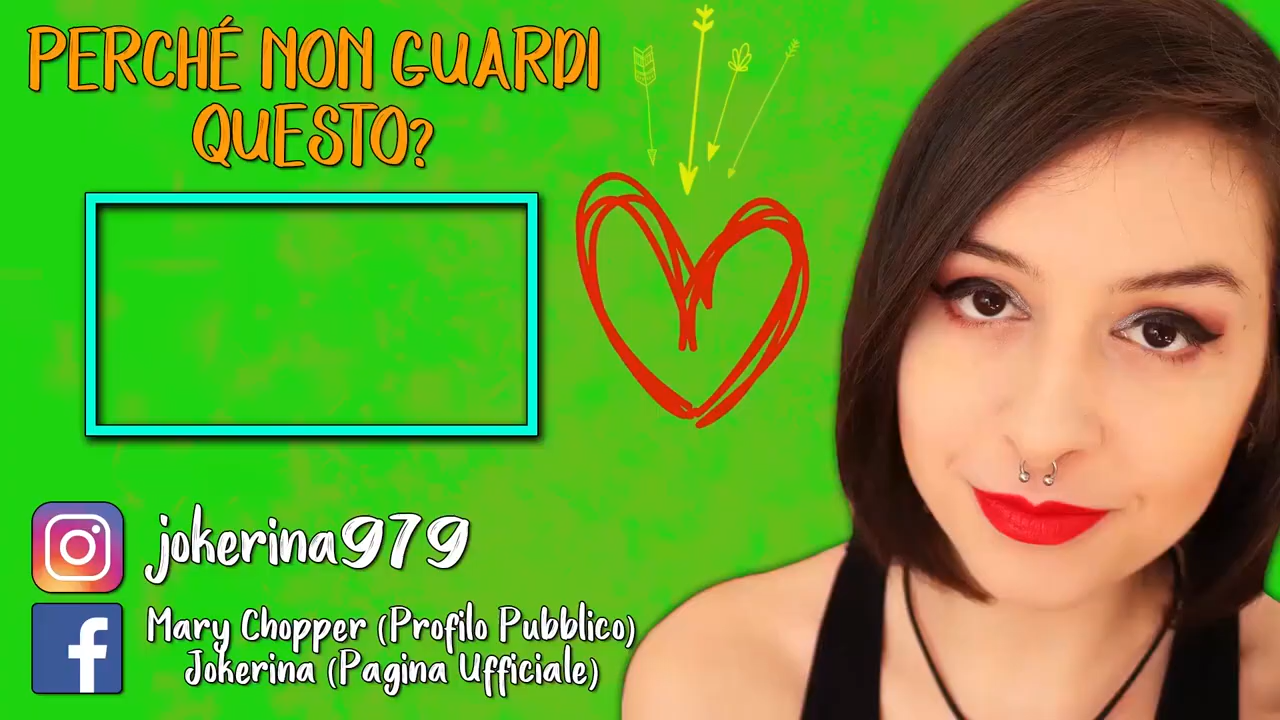 PERCHÉ NON GUARDI
QUESTO?
jokerina979
Mary Chopper (Profilo Pubblico)
Jokerina (Pagina Ufficiale)